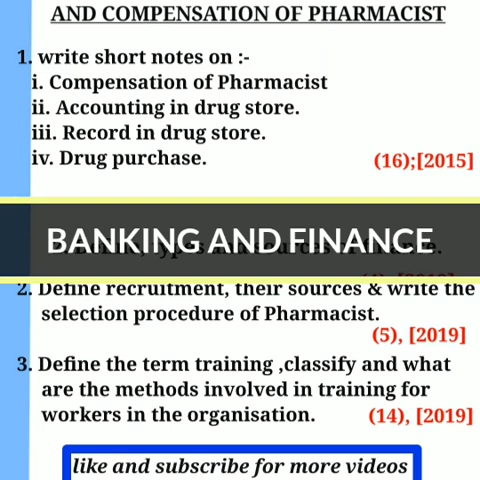 AND COMPENSATION OF PHARMACIST
1. write short notes on :-
i. Compensation of Pharmacist
ii. Accounting in drug store.
iii. Record in drug store.
iv. Drug purchase. (16);[2015]
BANKING AND FINANCE
2. Define recruitment, their sources & write the
selection procedure of Pharmacist.
(5), [2019]
3. Define the term training ,classify and what
are the methods involved in training for
workers in the organisation. (14), [2019]
like and subscribe for more videos